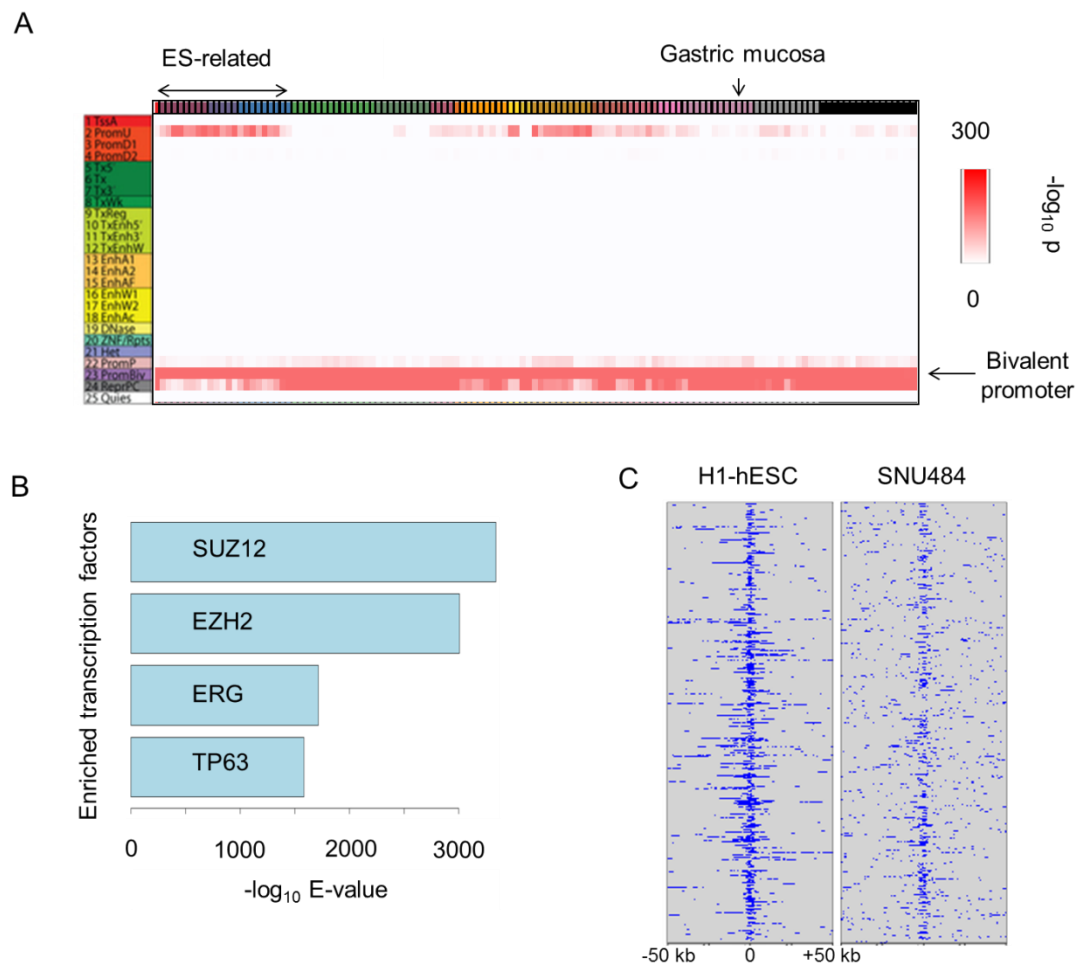 A
ES-related
Gastric mucosa
1 TssA
2 PromU
3 PromD1
4 PromD2
5 Tx5'
6 Tx
7 Tx3'
8 TxWk
9 TxReg
10 TxEnh5'
11 TxEnh3'
12 TxEnhW
13 EnhA1
14 EnhA2
15 EnhAF
16 EnhW1
17 EnhW2
18 EnhAc
19 DNase
20 ZNF/Rpts
21 Het
22 PromP
23 PromBiv
24 ReprPC
25 Quies
300
-log10 p
0
Bivalent
promoter
B
Enriched transcription factors
SUZ12
EZH2
ERG
TP63
0 1000 2000 3000
-log10 E-value
C
H1-hESC SNU484
-50 kb 0 +50 kb